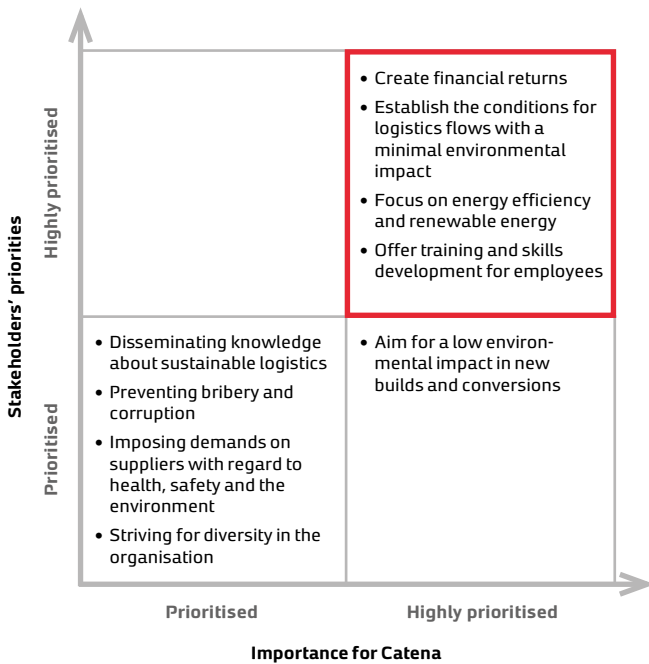 Stakeholders' priorities
Highly prioritised
Prioritised
• Create financial returns
• Establish the conditions for
logistics flows with a
minimal environmental
impact
• Focus on energy efficiency
and renewable energy
• Offer training and skills
development for employees
• Disseminating knowledge
about sustainable logistics
• Preventing bribery and
corruption
• Imposing demands on
suppliers with regard to
health, safety and the
environment
• Striving for diversity in the
organisation
• Aim for a low environ-
mental impact in new
builds and conversions
Prioritised
Highly prioritised
Importance for Catena